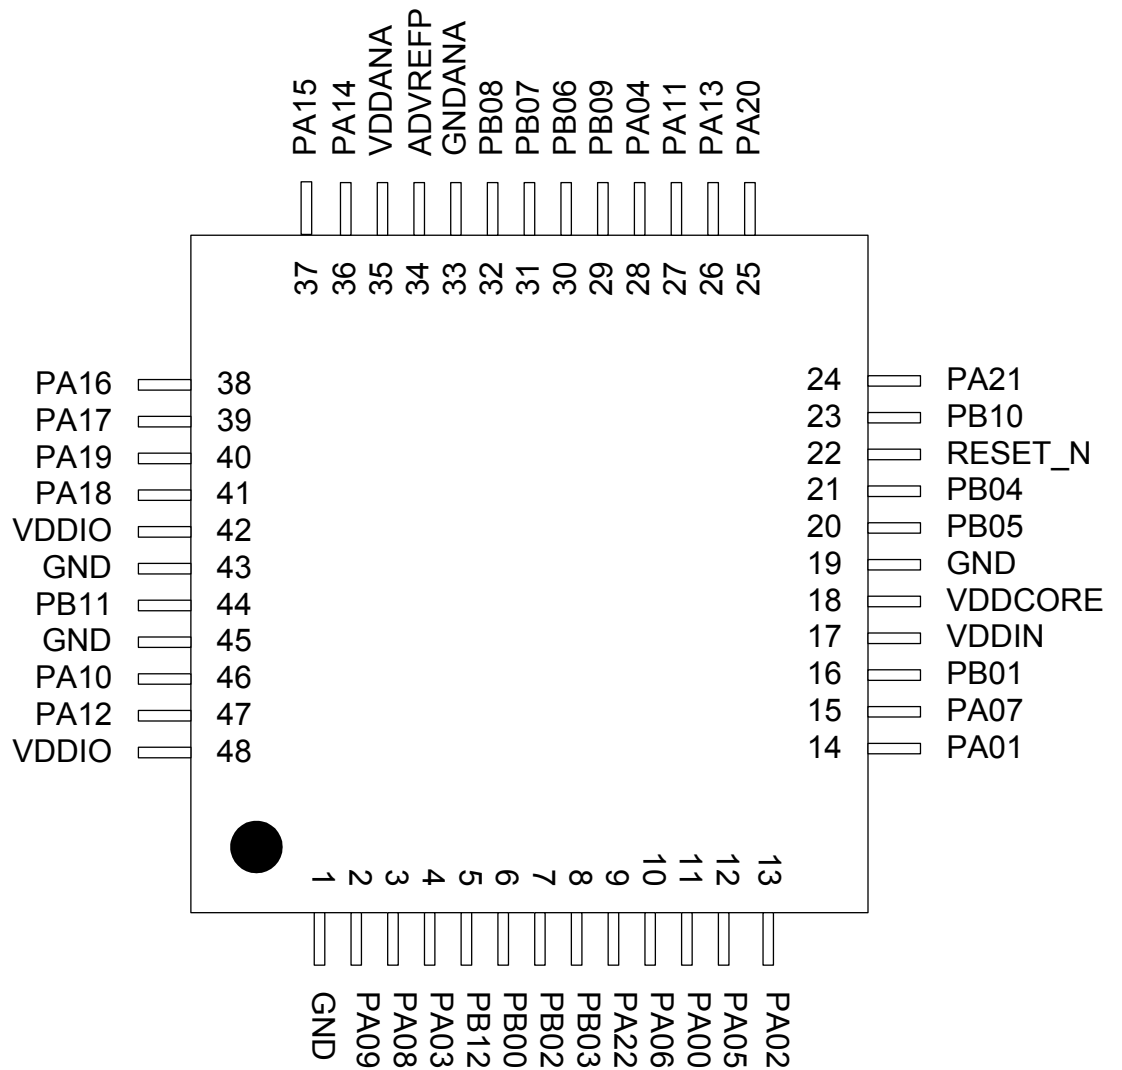 PA15 PA14 VDDANA ADVREFP GNDANA PB08 PB07 PB06 PB09 PA04 PA11 PA13 PA20
37 36 35 34 33 32 31 30 29 28 27 26 25
PA16 38
PA17 39
PA19 40
PA18 41
VDDIO 42
GND 43
PB11 44
GND 45
PA10 46
PA12 47
VDDIO 48
24 PA21
23 PB10
22 RESET_N
21 PB04
20 PB05
19 GND
18 VDDCORE
17 VDDIN
16 PB01
15 PA07
14 PA01
1 2 3 4 5 6 7 8 9 10 11 12 13
GND PA09 PA08 PA03 PB12 PB00 PB02 PB03 PA22 PA06 PA00 PA05 PA02